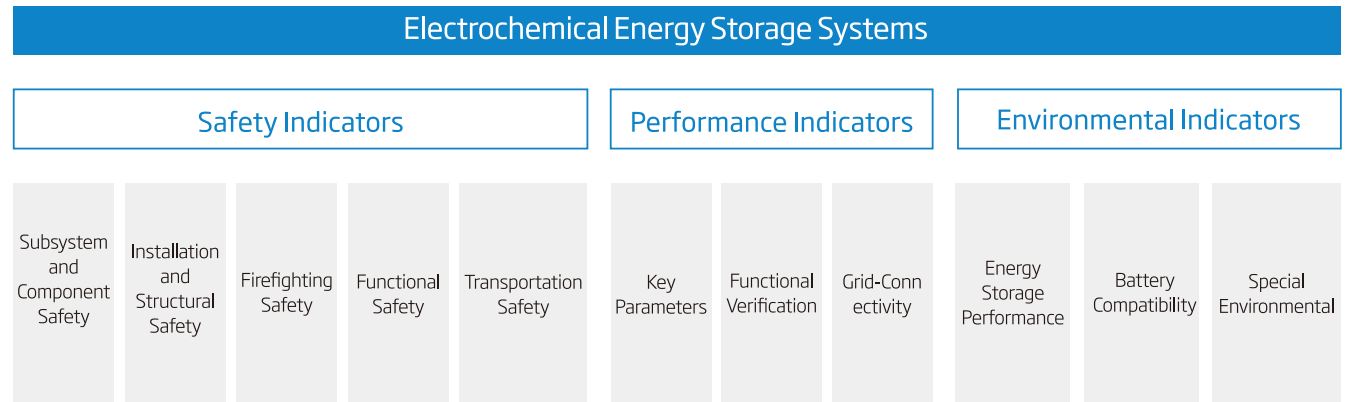 Electrochemical Energy Storage Systems
Safety Indicators
Performance Indicators
Environmental Indicators
Subsystem
and
Component
Safety
Installation
and
Structural
Safety
Firefighting
Safety
Functional
Safety
Transportation
Safety
Key
Parameters
Functional
Verification
Grid-Conn
ectivity
Energy
Storage
Performance
Battery
Compatibility
Special
Environmental